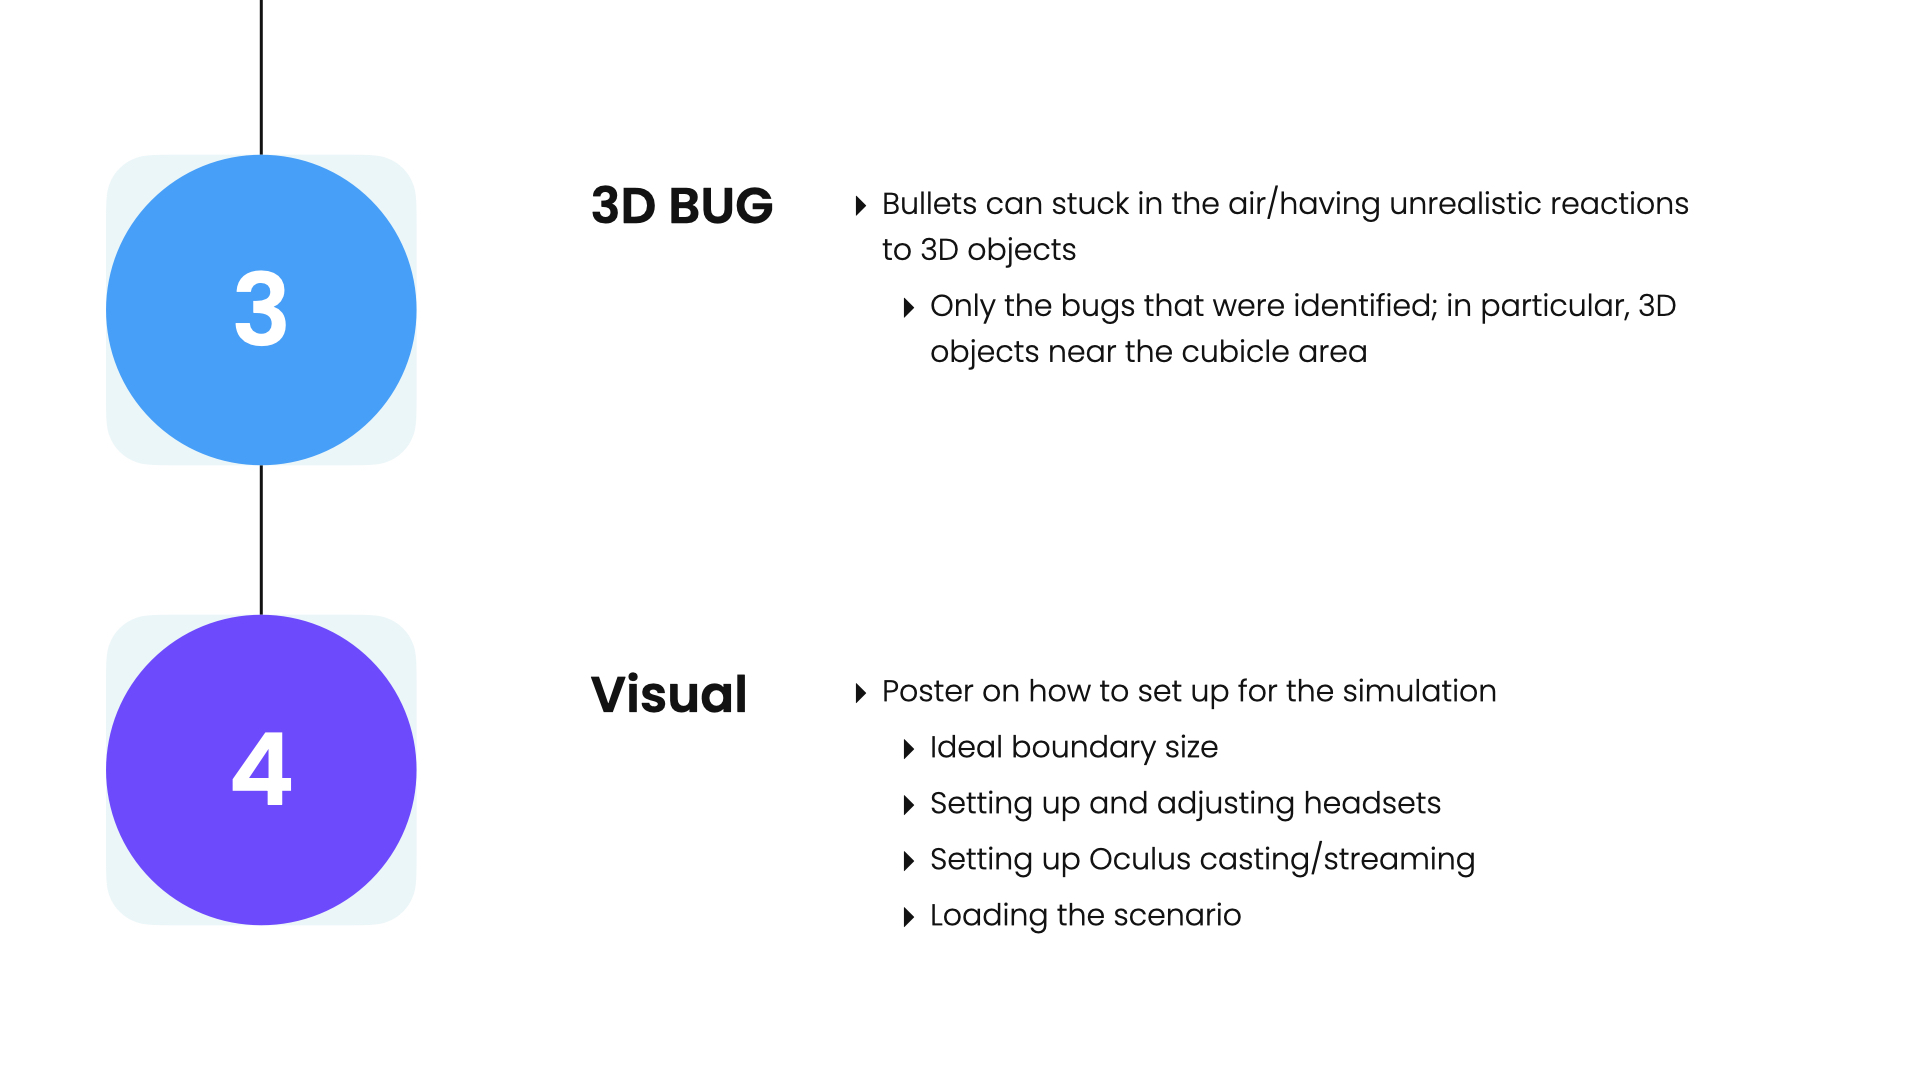 3
3D BUG
Bullets can stuck in the air/having unrealistic reactions
to 3D objects
Only the bugs that were identified; in particular, 3D
objects near the cubicle area
4
Visual
Poster on how to set up for the simulation
Ideal boundary size
Setting up and adjusting headsets
Setting up Oculus casting/streaming
Loading the scenario